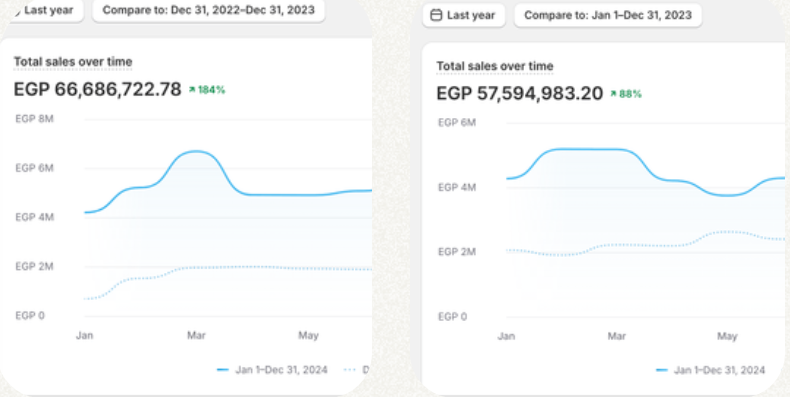 Last year Compare to: Dec 31, 2022–Dec 31, 2023
Total sales over time
EGP 66,686,722.78 ↗ 184%
EGP 8M
EGP 6M
EGP 4M
EGP 2M
EGP 0
Jan Mar May
Jan 1–Dec 31, 2024 D
Last year Compare to: Jan 1–Dec 31, 2023
Total sales over time
EGP 57,594,983.20 ↗ 88%
EGP 6M
EGP 4M
EGP 2M
EGP 0
Jan Mar May
Jan 1–Dec 31, 2024